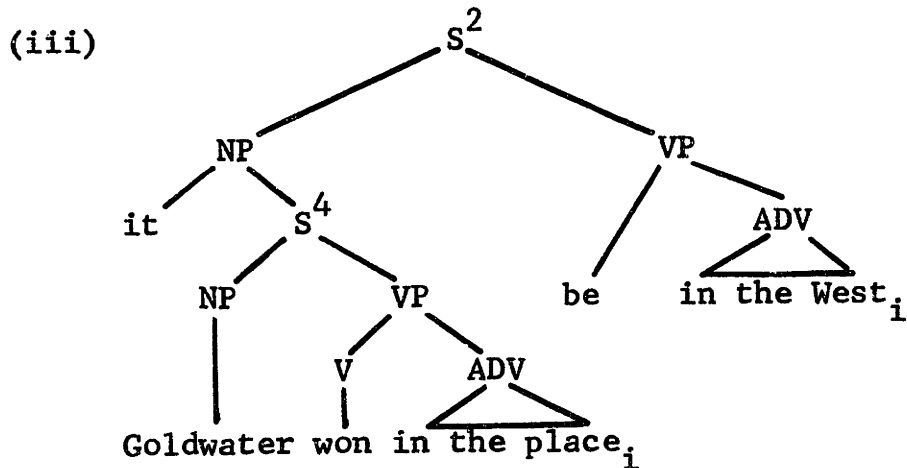 (iii) S²
NP VP
it S⁴ ADV
NP VP be in the Westᵢ
V ADV
Goldwater won in the placeᵢ